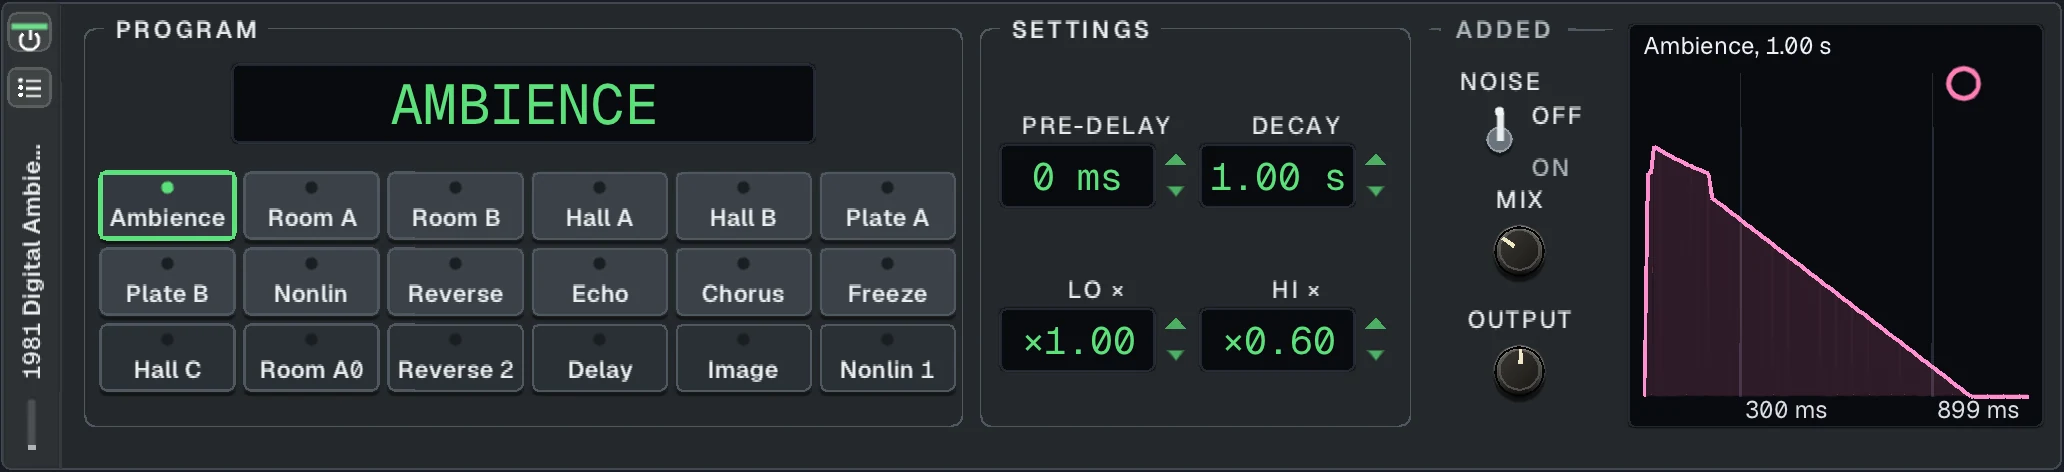 1981 Digital Ambie...
PROGRAM
AMBIENCE
Ambience
Room A
Room B
Hall A
Hall B
Plate A
Plate B
Nonlin
Reverse
Echo
Chorus
Freeze
Hall C
Room A0
Reverse 2
Delay
Image
Nonlin 1
SETTINGS
PRE-DELAY
DECAY
0 ms
1.00 s
LO ×
HI ×
×1.00
×0.60
ADDED
NOISE
OFF
ON
MIX
OUTPUT
Ambience, 1.00 s
300 ms
899 ms